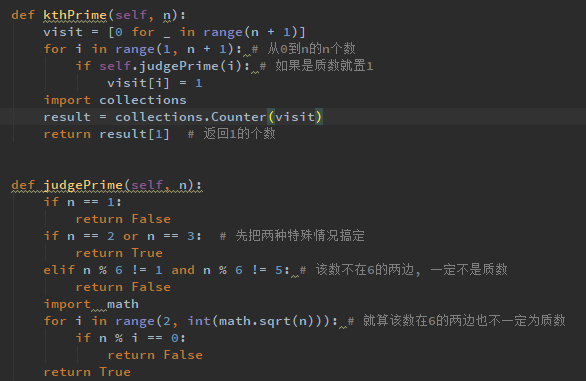 def kthPrime(self, n):
    visit = [0 for _ in range(n + 1)]
    for i in range(1, n + 1): # 从0到n的n个数
        if self.judgePrime(i): # 如果是质数就置1
            visit[i] = 1
    import collections
    result = collections.Counter(visit)
    return result[1]  # 返回1的个数
def judgePrime(self, n):
    if n == 1:
        return False
    if n == 2 or n == 3:  # 先把两种特殊情况搞定
        return True
    elif n % 6 != 1 and n % 6 != 5: # 该数不在6的两边, 一定不是质数
        return False
    import  math
    for i in range(2, int(math.sqrt(n))): # 就算该数在6的两边也不一定为质数
        if n % i == 0:
            return False
    return True